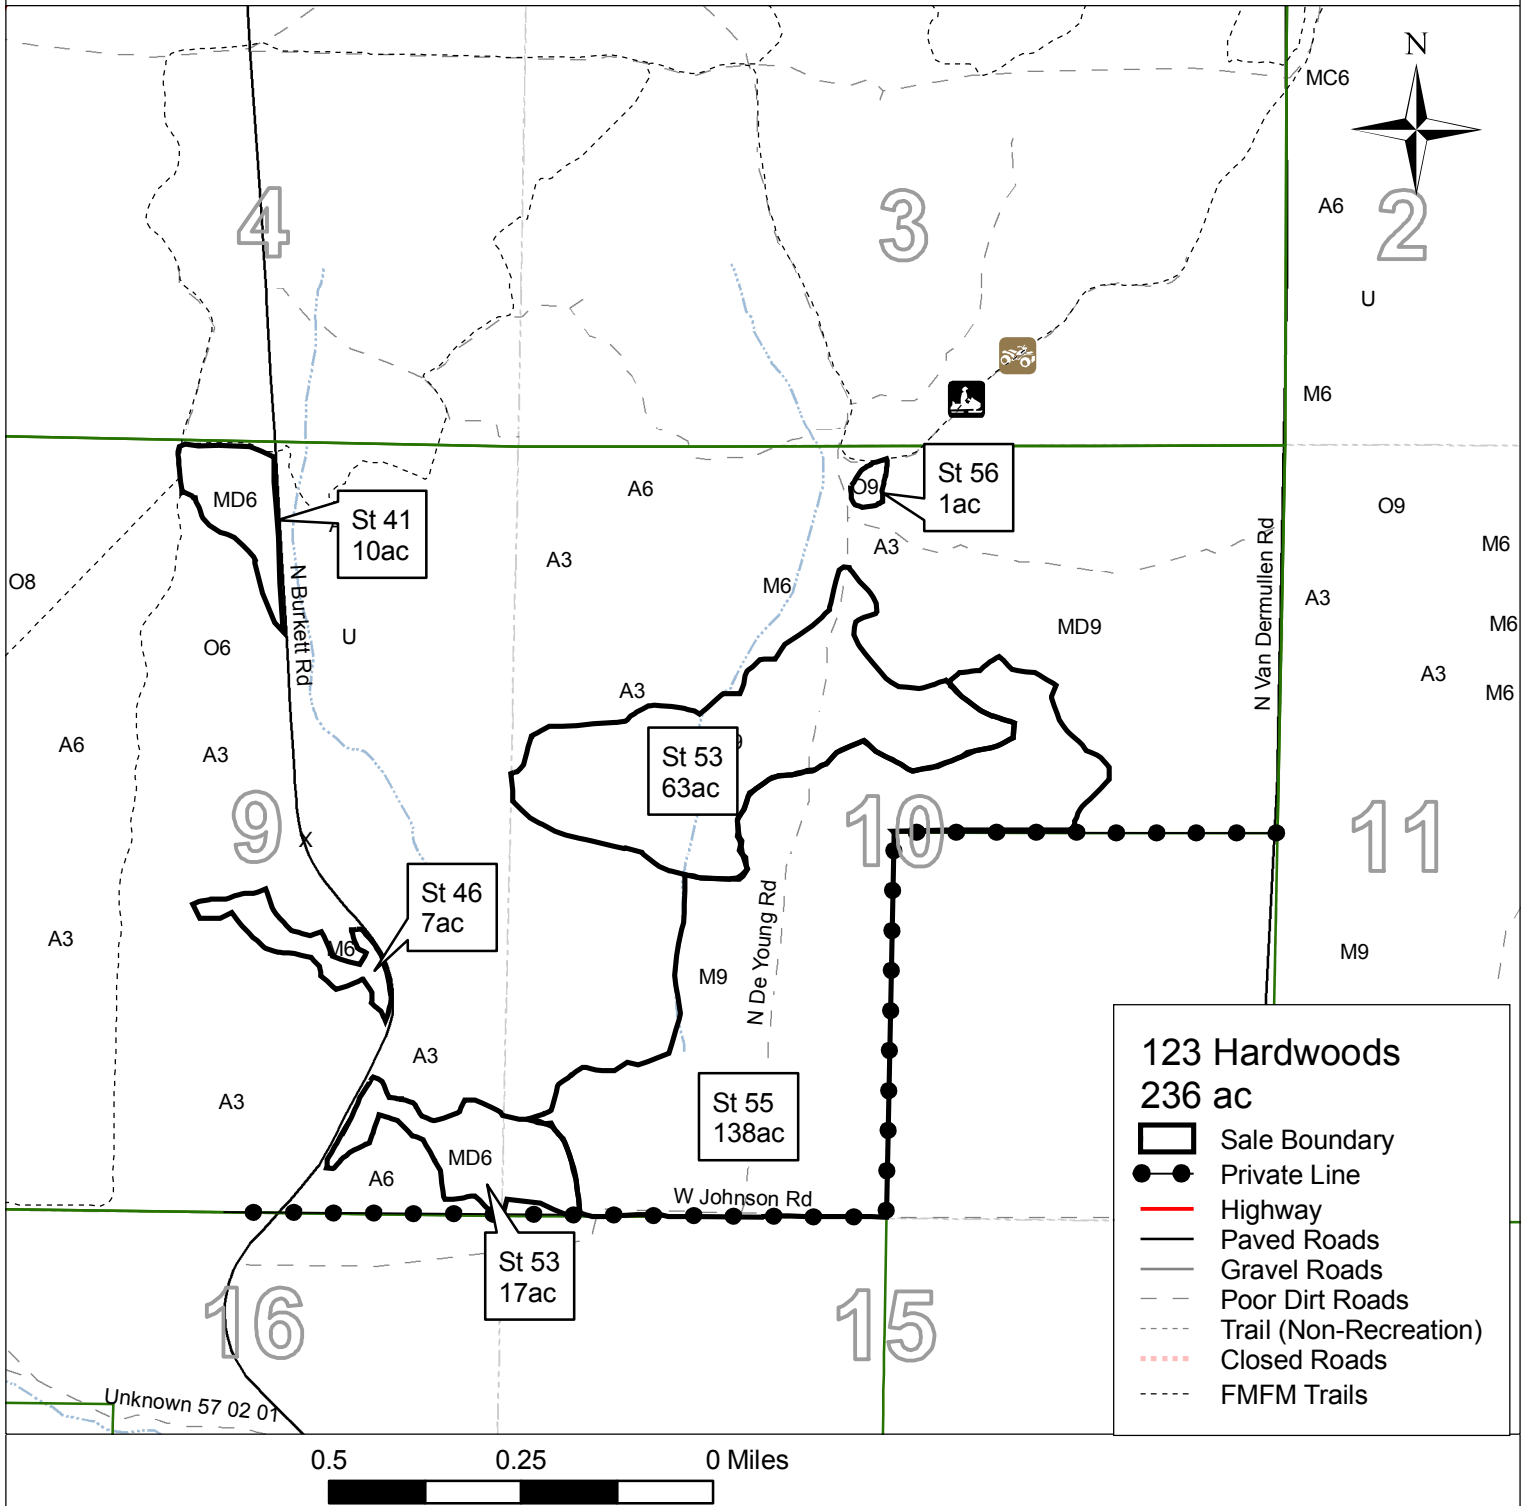 N
MC6
4
3
A6
2
U
M6
MD6
St 41
10ac
A6
O9
St 56
1ac
O9
A3
A3
M6
O8
M6
A3
N Burkett Rd
N Van Dermullen Rd
O6
U
MD9
M6
A3
A3
M6
A6
A3
St 53
63ac
9
10
11
X
St 46
7ac
A3
M6
M9
M9
N De Young Rd
A3
A3
St 55
138ac
MD6
A6
W Johnson Rd
St 53
17ac
16
15
Unknown 57 02 01
123 Hardwoods
236 ac
Sale Boundary
Private Line
Highway
Paved Roads
Gravel Roads
Poor Dirt Roads
Trail (Non-Recreation)
Closed Roads
FMFM Trails
0.5 0.25 0 Miles